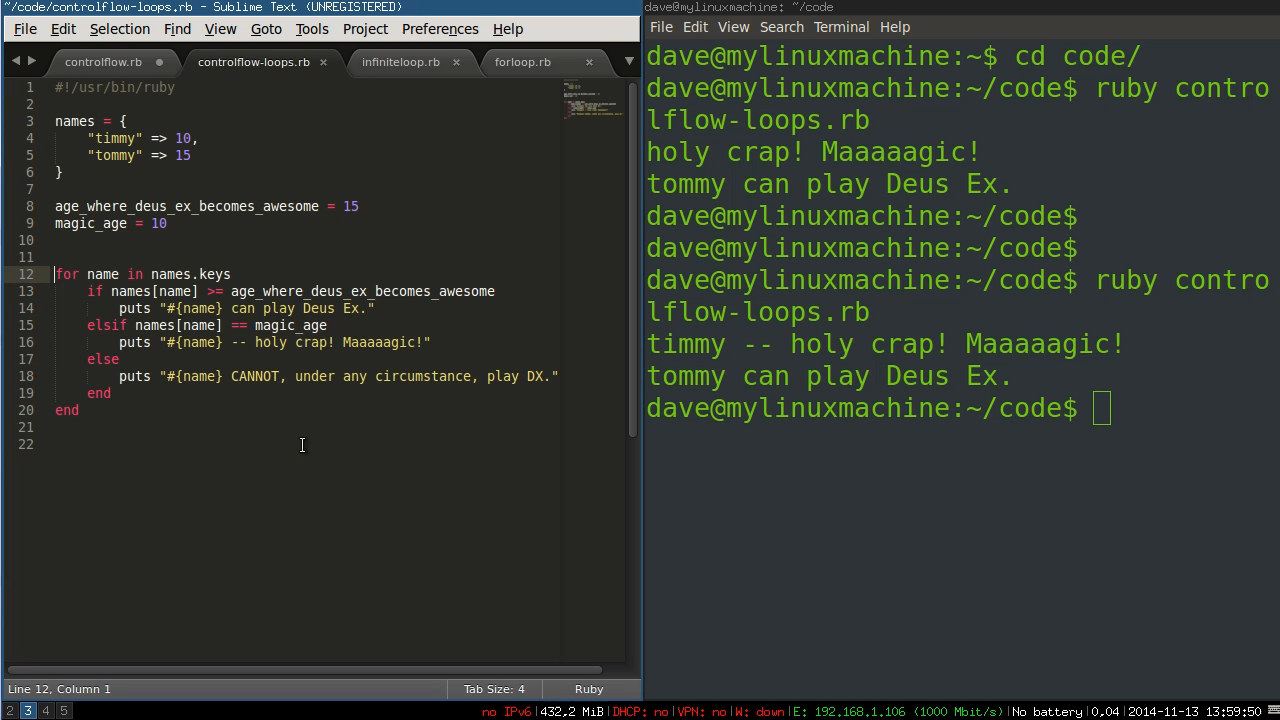 ~/code/controlflow-loops.rb - Sublime Text (UNREGISTERED)
File Edit Selection Find View Goto Tools Project Preferences Help
controlflow.rb controlflow-loops.rb × infiniteloop.rb × forloop.rb ×
1 #!/usr/bin/ruby
2
3 names = {
4 "timmy" => 10,
5 "tommy" => 15
6 }
7
8 age_where_deus_ex_becomes_awesome = 15
9 magic_age = 10
10
11
12 for name in names.keys
13 if names[name] >= age_where_deus_ex_becomes_awesome
14 puts "#{name} can play Deus Ex."
15 elsif names[name] == magic_age
16 puts "#{name} -- holy crap! Maaaaagic!"
17 else
18 puts "#{name} CANNOT, under any circumstance, play DX."
19 end
20 end
21
22
Line 12, Column 1 Tab Size: 4 Ruby
dave@mylinuxmachine: ~/code
File Edit View Search Terminal Help
dave@mylinuxmachine:~$ cd code/
dave@mylinuxmachine:~/code$ ruby contro
lflow-loops.rb
holy crap! Maaaaagic!
tommy can play Deus Ex.
dave@mylinuxmachine:~/code$
dave@mylinuxmachine:~/code$
dave@mylinuxmachine:~/code$ ruby contro
lflow-loops.rb
timmy -- holy crap! Maaaaagic!
tommy can play Deus Ex.
dave@mylinuxmachine:~/code$
2 3 4 5 no IPv6|432,2 MiB|DHCP: no|VPN: no|W: down|E: 192.168.1.106 (1000 Mbit/s)|No battery|0,04|2014-11-13 13:59:50